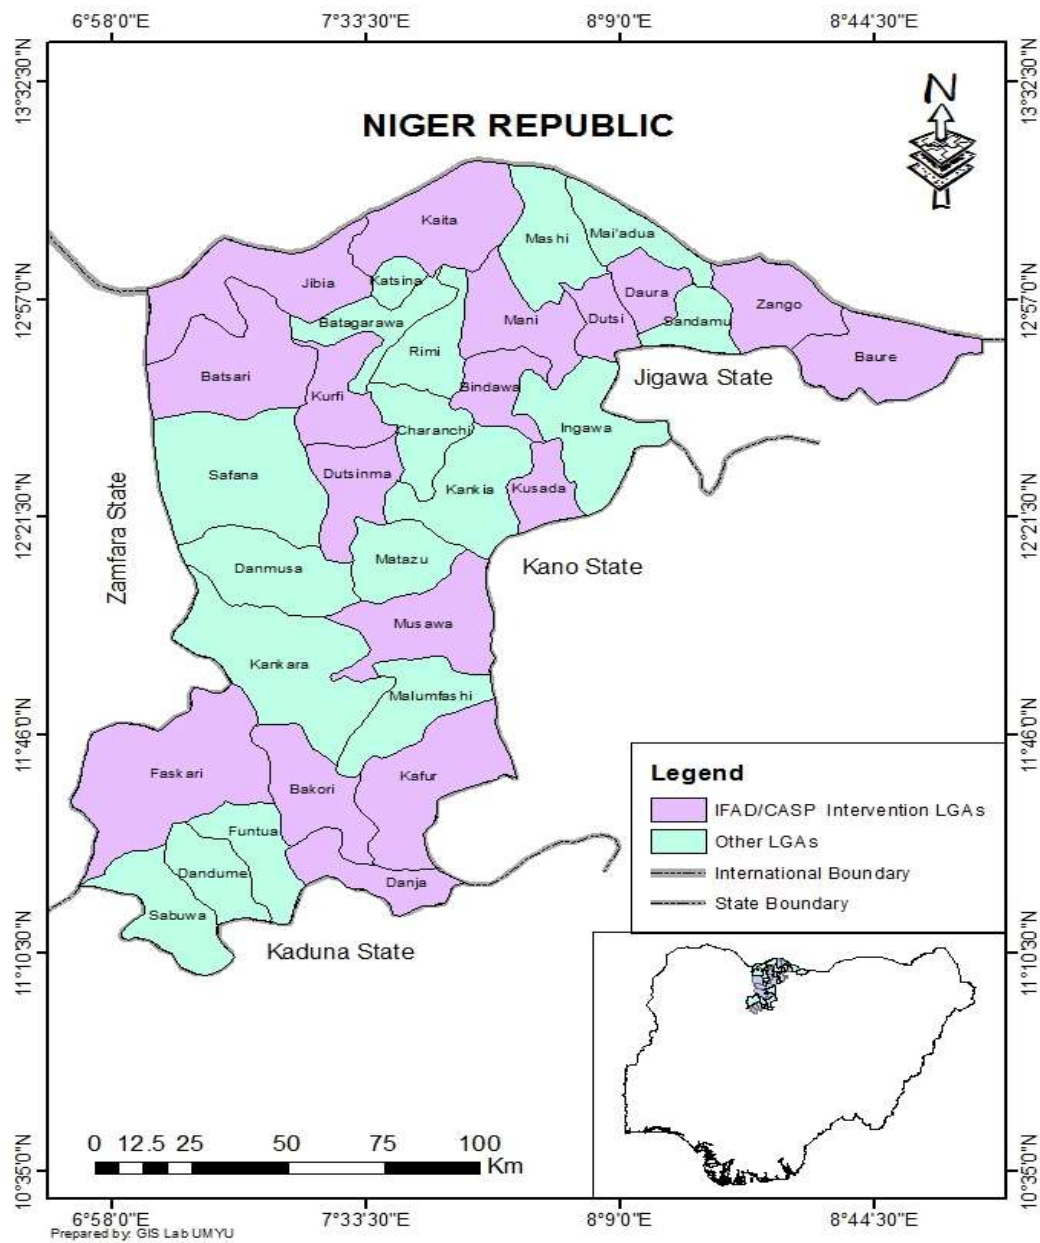 6°58'0"E 7°33'30"E 8°9'0"E 8°44'30"E
13°32'30"N 13°32'30"N
N
NIGER REPUBLIC
Kaita
Mashi
Mai'adua
Jibia
Katsina
12°57'0"N 12°57'0"N
Daura
Zango
Batagarawa
Mani
Dutsi
Sandamu
Rimi
Baure
Batsari
Jigawa State
Kurfi
Bindawa
Charanchi
Ingawa
Safana
Dutsinma
Kankia
Kusada
12°21'30"N 12°21'30"N
Zamfara State
Danmusa
Matazu
Kano State
Musawa
Kankara
Malumfashi
11°46'0"N 11°46'0"N
Faskari
Bakori
Kafur
Funtua
Dandume
Danja
Sabuwa
Kaduna State
Legend
IFAD/CASP Intervention LGAs
Other LGAs
International Boundary
State Boundary
11°10'30"N 11°10'30"N
0 12.5 25 50 75 100
Km
10°35'0"N 10°35'0"N
6°58'0"E 7°33'30"E 8°9'0"E 8°44'30"E
Prepared by: GIS Lab UMYU